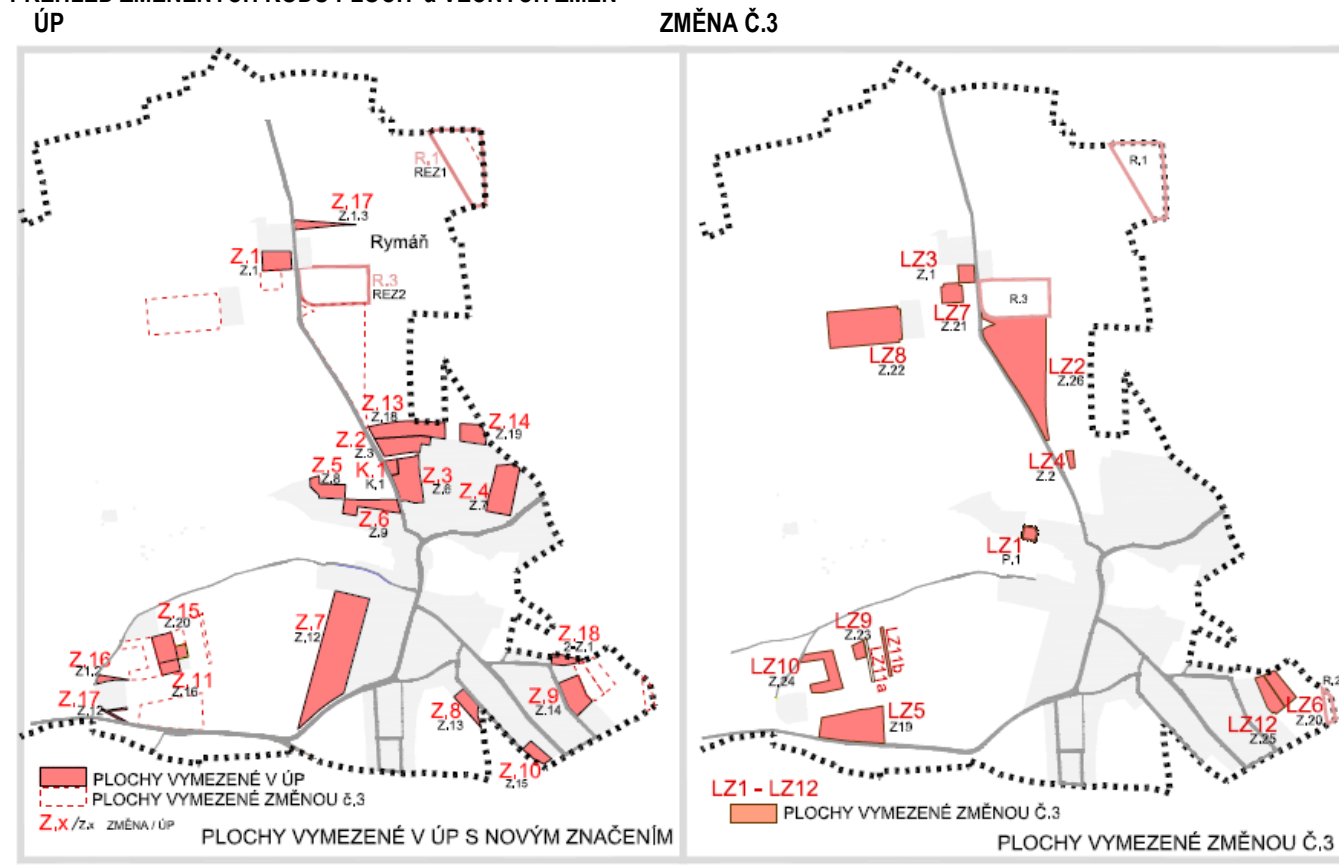 ÚP
ZMĚNA Č.3
R,1
REZ1
Z,17
Z,1,3
Rymáň
Z,1
Z,1
R,3
REZ2
Z,13
Z,18
Z,14
Z,19
Z,2
Z,3
K,1
K,1
Z,5
Z,8
Z,3
Z,6
Z,4
Z,7
Z,6
Z,9
Z,15
Z,20
Z,7
Z,12
Z,18
2-Z,1
Z,16
Z1,2
Z,11
Z,16
Z,17
Z,12
Z,9
Z,14
Z,8
Z,13
Z,10
Z,15
PLOCHY VYMEZENÉ V ÚP
PLOCHY VYMEZENÉ ZMĚNOU č,3
Z,x /z,x ZMĚNA / ÚP
PLOCHY VYMEZENÉ V ÚP S NOVÝM ZNAČENÍM
R,1
LZ3
Z,1
LZ7
Z,21
R,3
LZ8
Z,22
LZ2
Z,26
LZ4
Z,2
LZ1
P,1
LZ9
Z,23
LZ11b
LZ11a
LZ10
Z,24
LZ5
Z19
R,2
LZ6
Z,20
LZ12
Z,25
LZ1 - LZ12
PLOCHY VYMEZENÉ ZMĚNOU Č.3
PLOCHY VYMEZENÉ ZMĚNOU Č,3